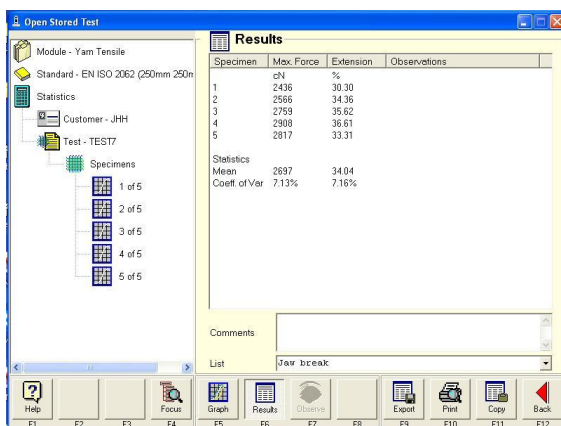 Open Stored Test
Module - Yarn Tensile
Standard - EN ISO 2062 (250mm 250m
Statistics
Customer - JHH
Test - TEST7
Specimens
1 of 5
2 of 5
3 of 5
4 of 5
5 of 5
Results
Specimen Max. Force Extension Observations
cN %
1 2436 30.30
2 2566 34.36
3 2759 35.62
4 2908 36.61
5 2817 33.31
Statistics
Mean 2697 34.04
Coeff. of Var 7.13% 7.16%
Comments
List Jaw break
Help Focus Graph Results Observe Export Print Copy Back
F1 F2 F3 F4 F5 F6 F7 F8 F9 F10 F11 F12